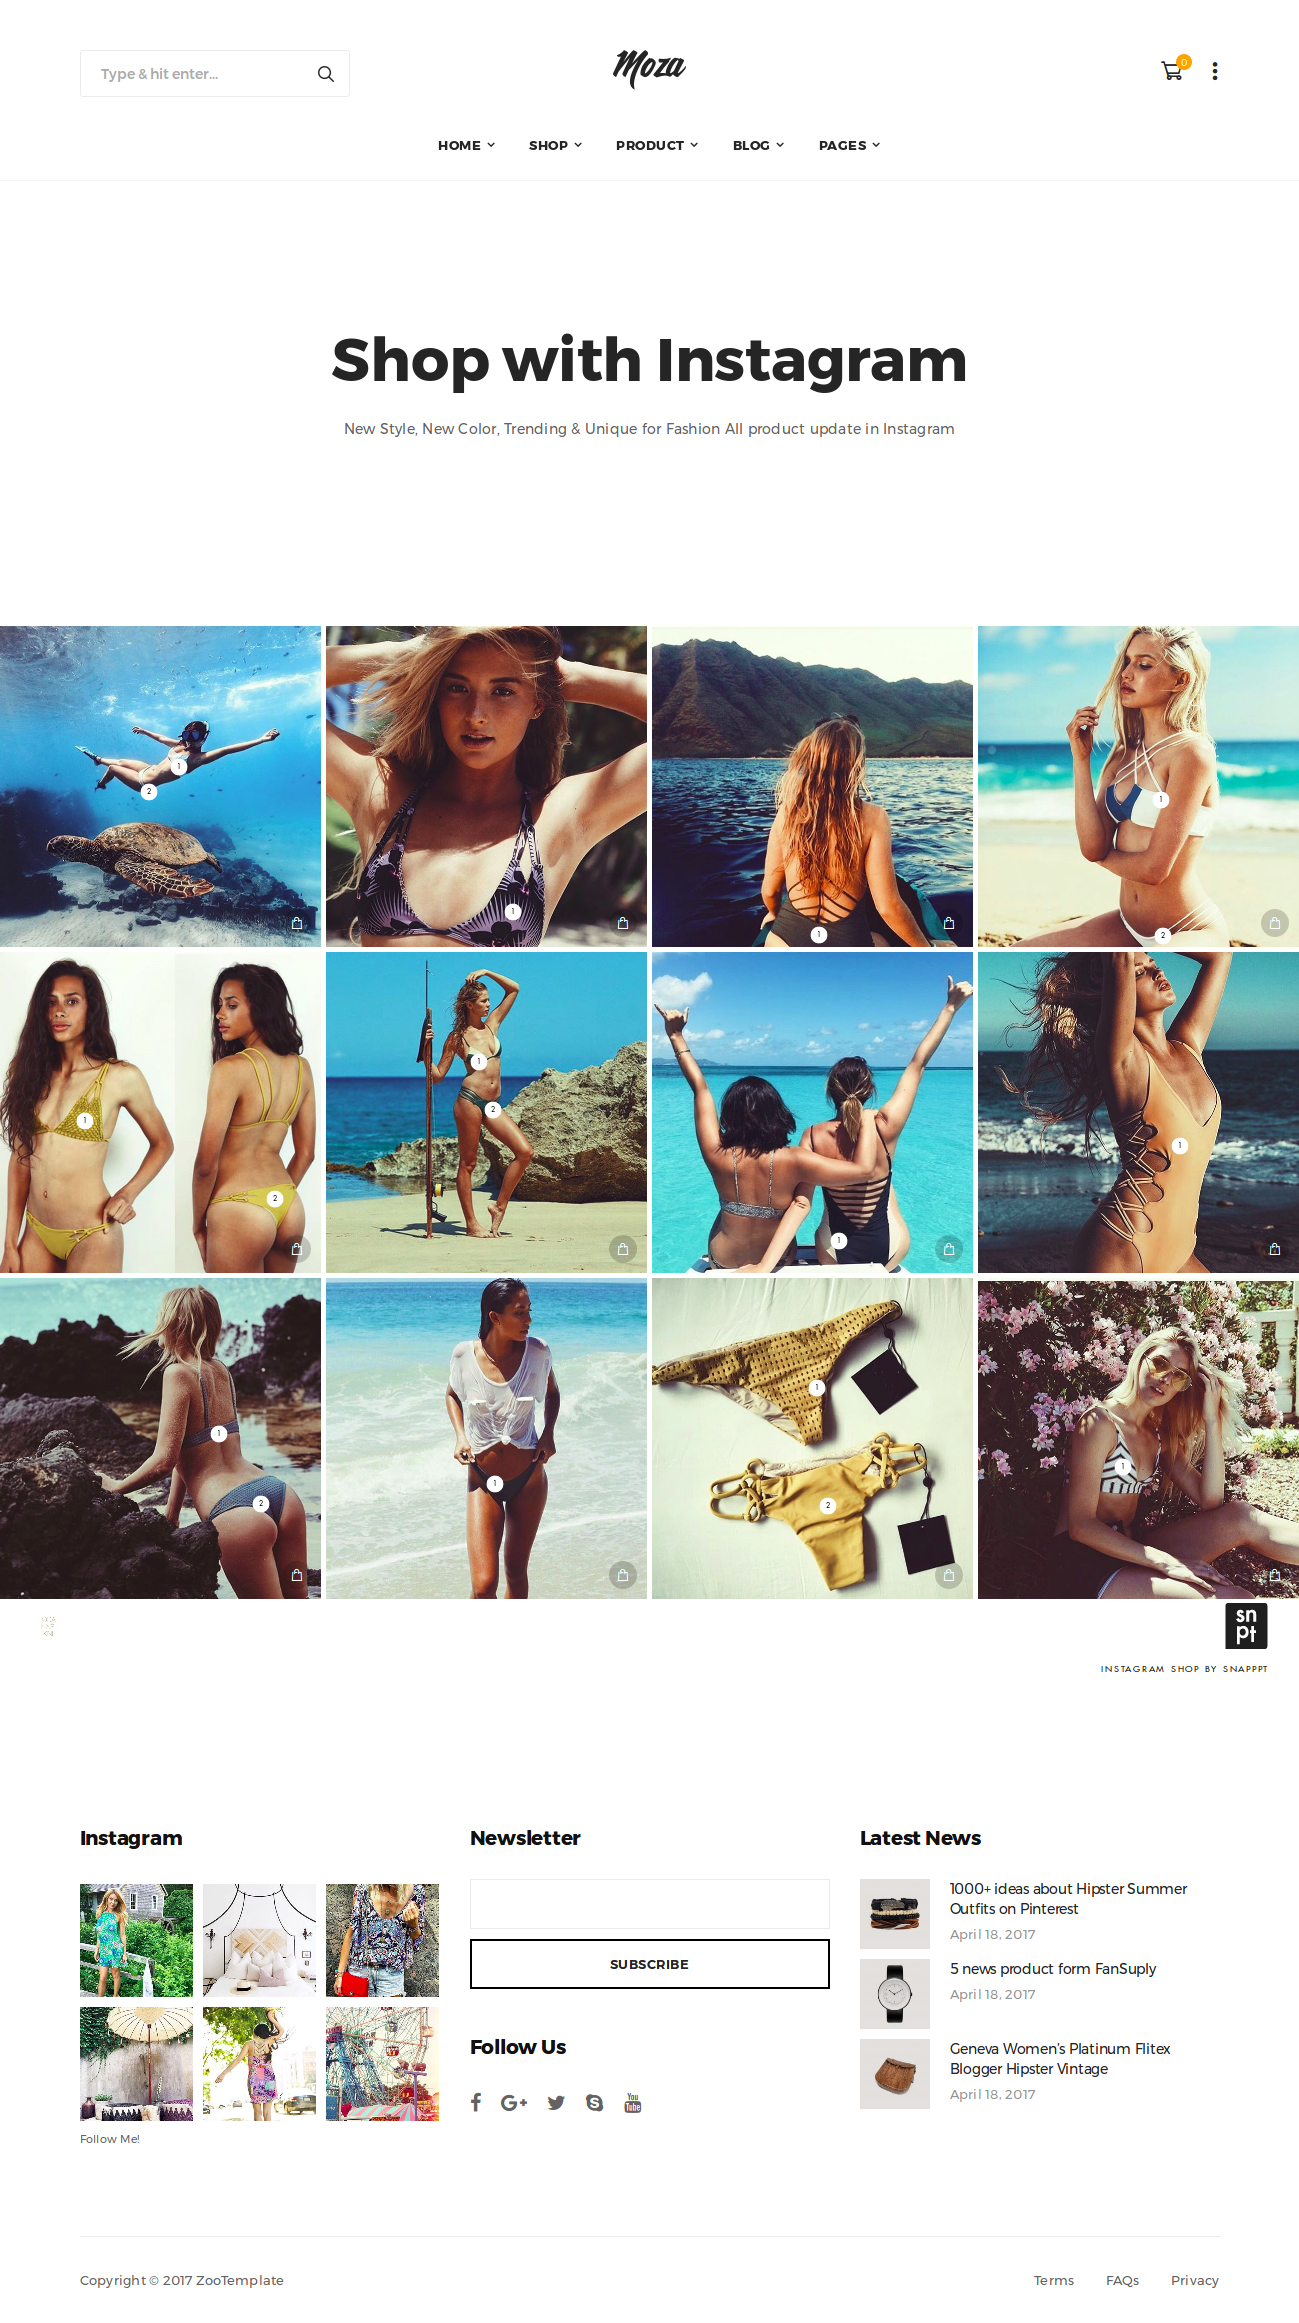 Type & hit enter...
Moza
0
HOME
SHOP
PRODUCT
BLOG
PAGES
Shop with Instagram
New Style, New Color, Trending & Unique for Fashion All product update in Instagram
1
2
1
1
1
2
1
2
1
2
1
1
1
2
1
1
2
1
sn
pt
INSTAGRAM SHOP BY SNAPPPT
Instagram
Follow Me!
Newsletter
SUBSCRIBE
Follow Us
G+
You
Tube
Latest News
1000+ ideas about Hipster Summer
Outfits on Pinterest
April 18, 2017
5 news product form FanSuply
April 18, 2017
Geneva Women's Platinum Flitex
Blogger Hipster Vintage
April 18, 2017
Copyright © 2017 ZooTemplate
Terms
FAQs
Privacy